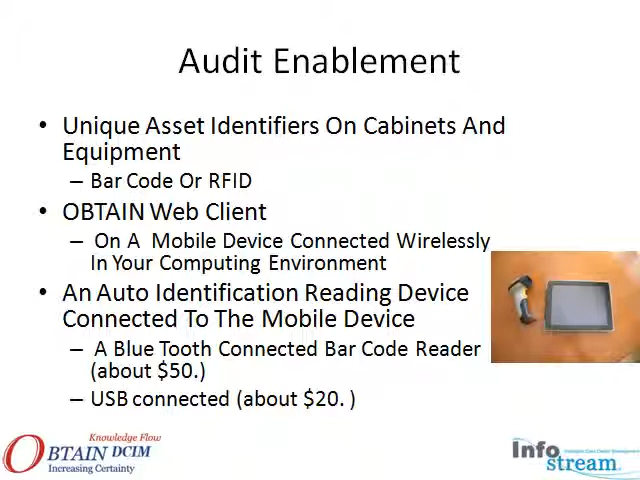 Audit Enablement
• Unique Asset Identifiers On Cabinets And
Equipment
– Bar Code Or RFID
• OBTAIN Web Client
– On A Mobile Device Connected Wirelessly
In Your Computing Environment
• An Auto Identification Reading Device
Connected To The Mobile Device
– A Blue Tooth Connected Bar Code Reader
(about $50.)
– USB connected (about $20. )
Knowledge Flow
OBTAIN DCIM
Increasing Certainty
Info
stream®